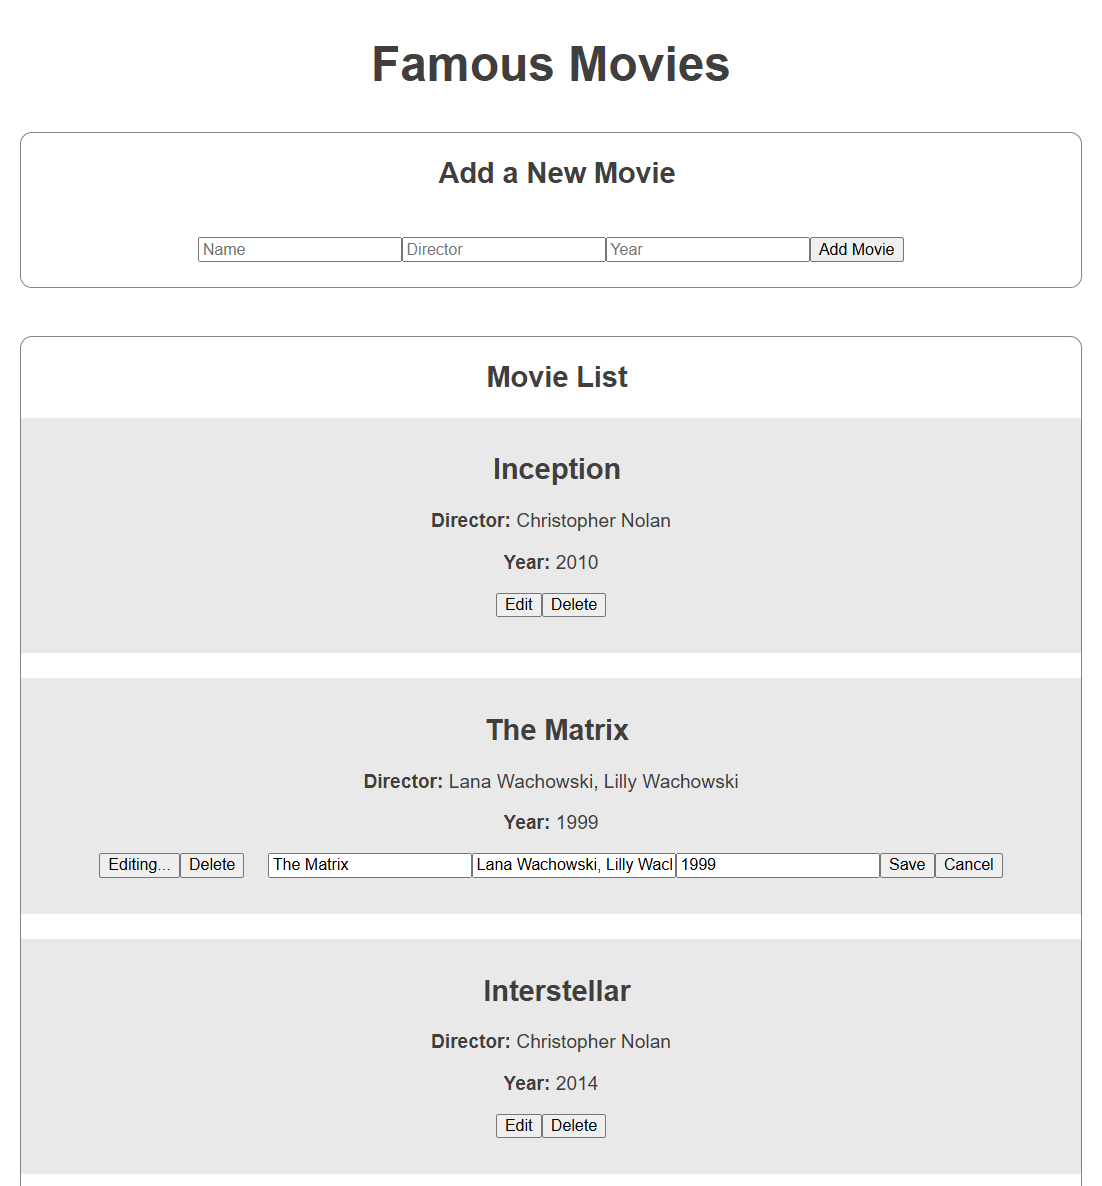 Famous Movies
Add a New Movie
Name Director Year Add Movie
Movie List
Inception
Director: Christopher Nolan
Year: 2010
Edit Delete
The Matrix
Director: Lana Wachowski, Lilly Wachowski
Year: 1999
Editing... Delete The Matrix Lana Wachowski, Lilly Wacl 1999 Save Cancel
Interstellar
Director: Christopher Nolan
Year: 2014
Edit Delete